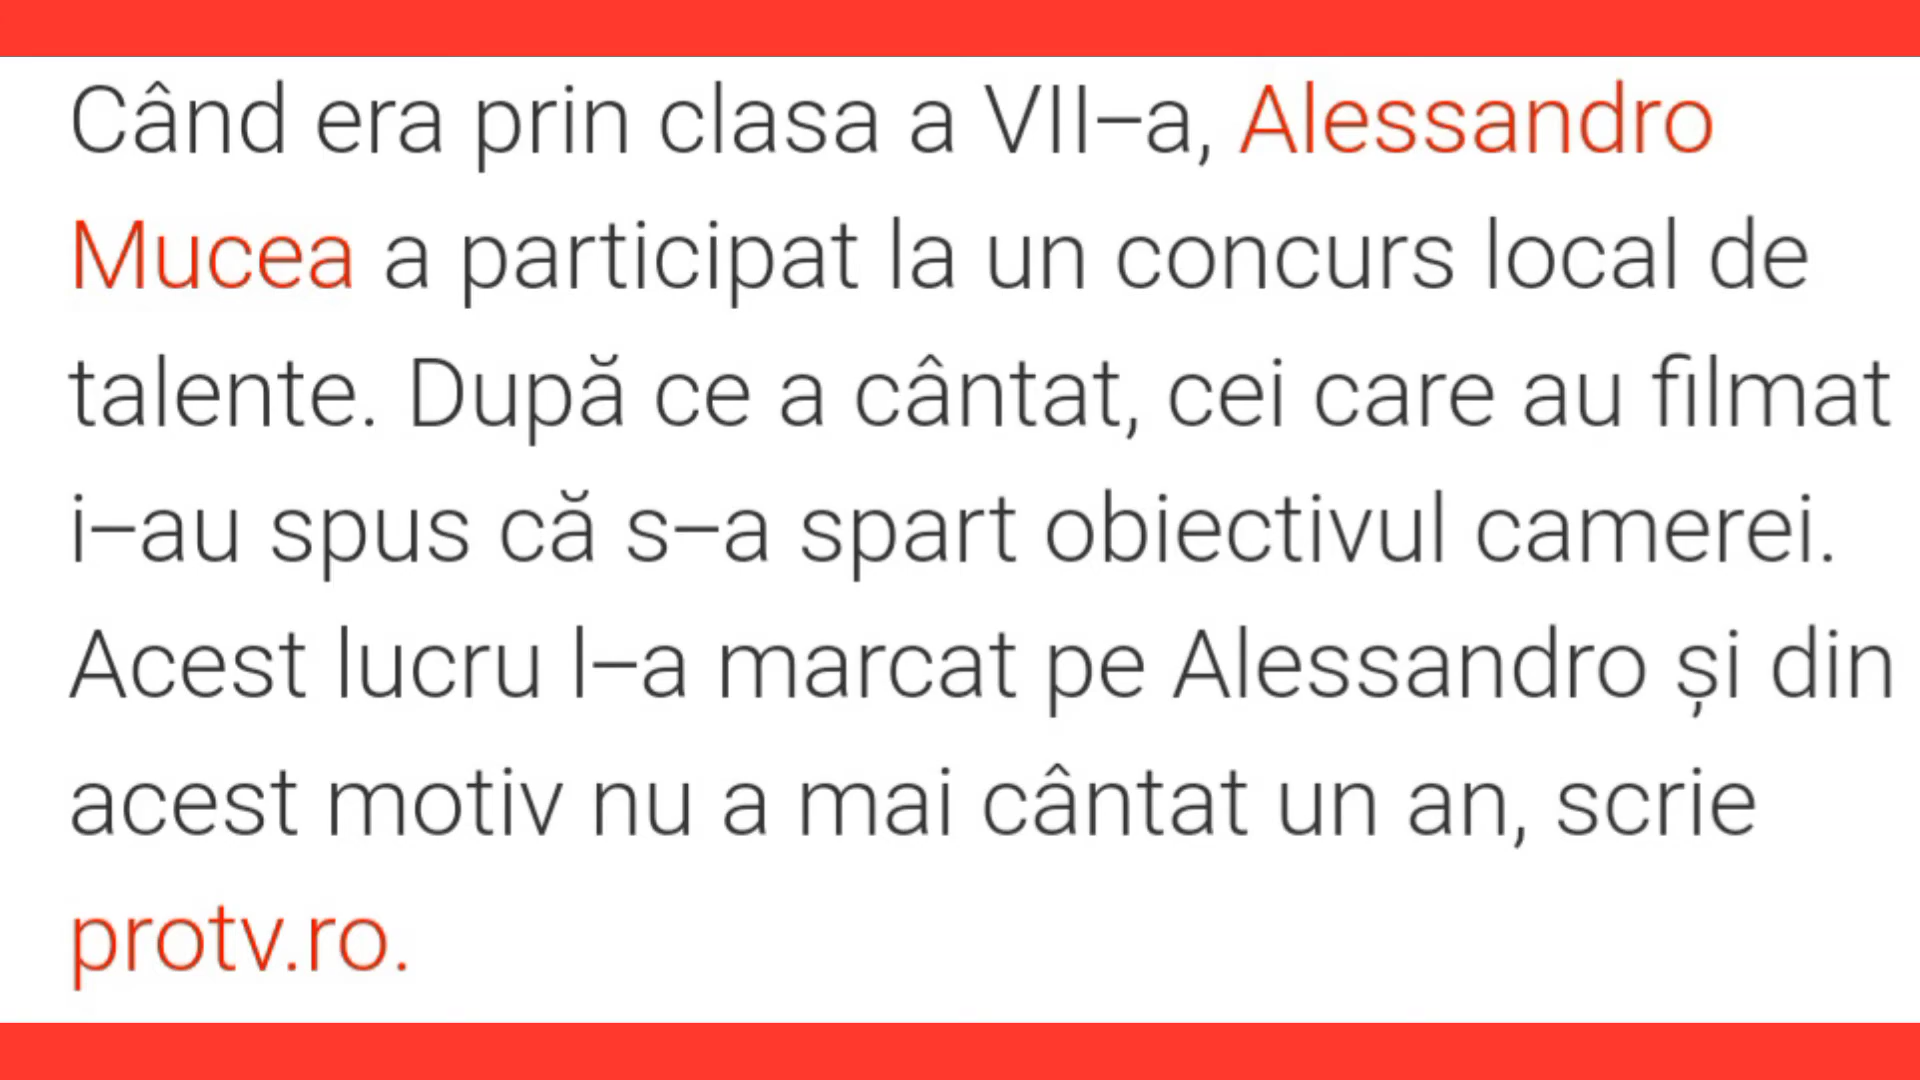 Când era prin clasa a VII–a, Alessandro
Mucea a participat la un concurs local de
talente. După ce a cântat, cei care au filmat
i–au spus că s–a spart obiectivul camerei.
Acest lucru l–a marcat pe Alessandro și din
acest motiv nu a mai cântat un an, scrie
protv.ro.